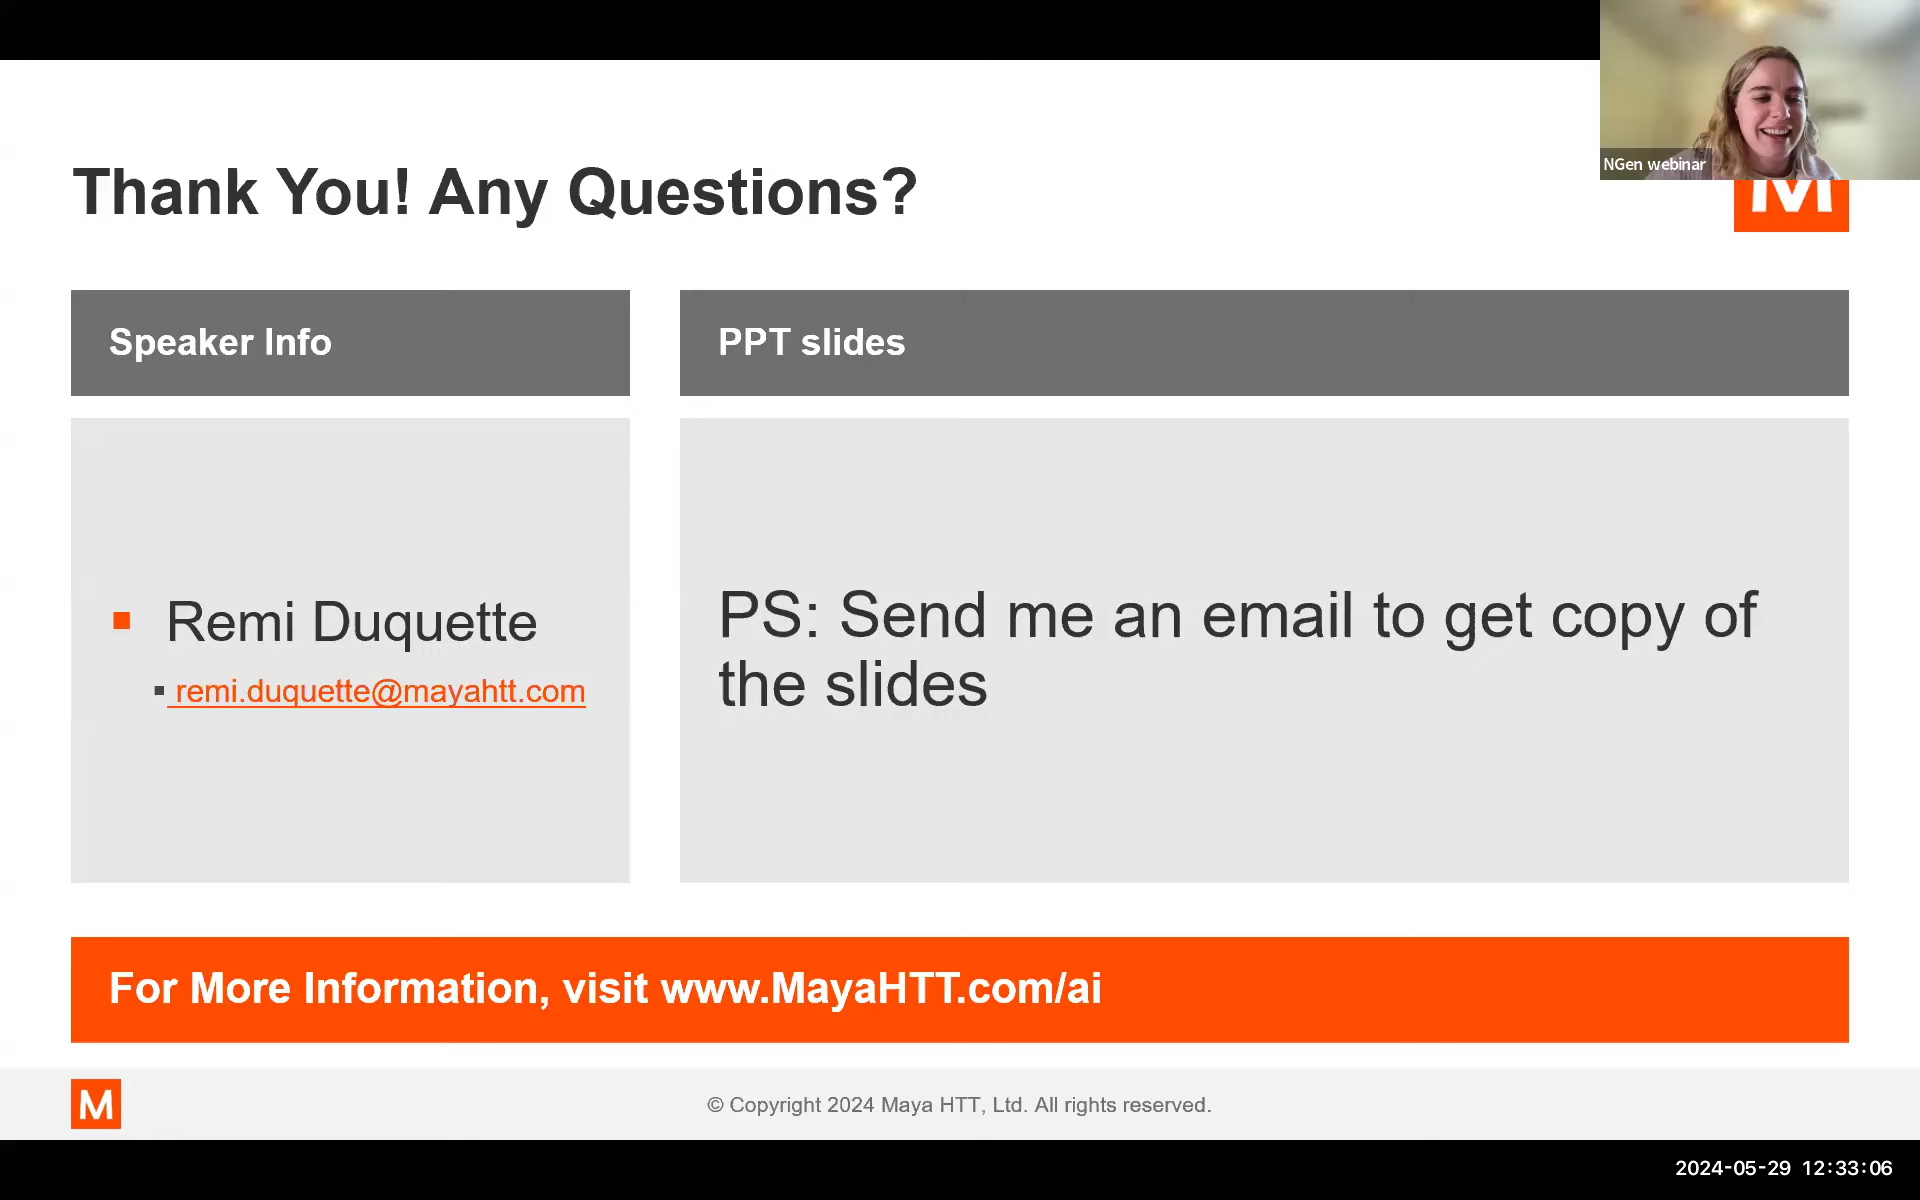 NGen webinar
M
Thank You! Any Questions?
Speaker Info
PPT slides
▪ Remi Duquette
▪ remi.duquette@mayahtt.com
PS: Send me an email to get copy of
the slides
For More Information, visit www.MayaHTT.com/ai
M
© Copyright 2024 Maya HTT, Ltd. All rights reserved.
2024-05-29 12:33:06